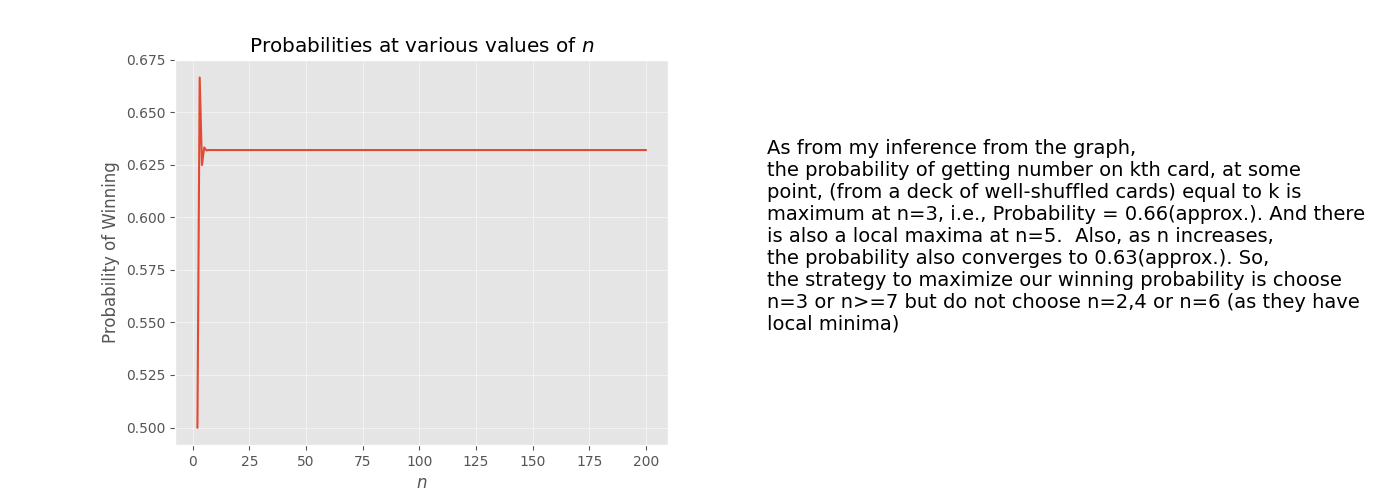 Probabilities at various values of n
Probability of Winning
0.675
0.650
0.625
0.600
0.575
0.550
0.525
0.500
0
25
50
75
100
125
150
175
200
n
As from my inference from the graph,
the probability of getting number on kth card, at some
point, (from a deck of well-shuffled cards) equal to k is
maximum at n=3, i.e., Probability = 0.66(approx.). And there
is also a local maxima at n=5.  Also, as n increases,
the probability also converges to 0.63(approx.). So,
the strategy to maximize our winning probability is choose
n=3 or n>=7 but do not choose n=2,4 or n=6 (as they have
local minima)